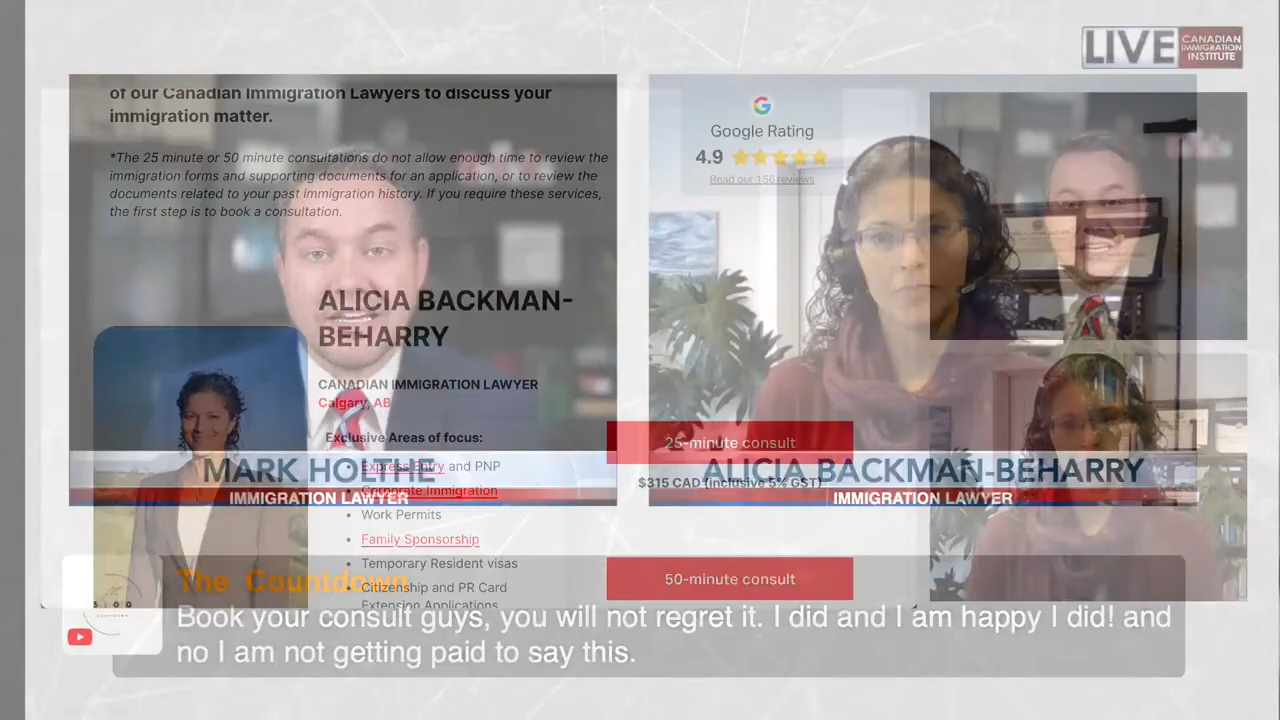 LIVE
CANADIAN
IMMIGRATION
INSTITUTE
of our Canadian Immigration Lawyers to discuss your
immigration matter.
*The 25 minute or 50 minute consultations do not allow enough time to review the
immigration forms and supporting documents for an application, or to review the
documents related to your past immigration history. If you require these services,
the first step is to book a consultation.
Google Rating
4.9
Read our 156 reviews
ALICIA BACKMAN-
BEHARRY
CANADIAN IMMIGRATION LAWYER
Calgary, AB
Exclusive Areas of focus:
• Express Entry and PNP
• Corporate Immigration
• Work Permits
• Family Sponsorship
• Temporary Resident visas
• Citizenship and PR Card
Extension Applications
25-minute consult
$315 CAD (inclusive 5% GST)
50-minute consult
MARK HOLTHE
IMMIGRATION LAWYER
ALICIA BACKMAN-BEHARRY
IMMIGRATION LAWYER
The Countdown
Book your consult guys, you will not regret it. I did and I am happy I did! and
no I am not getting paid to say this.